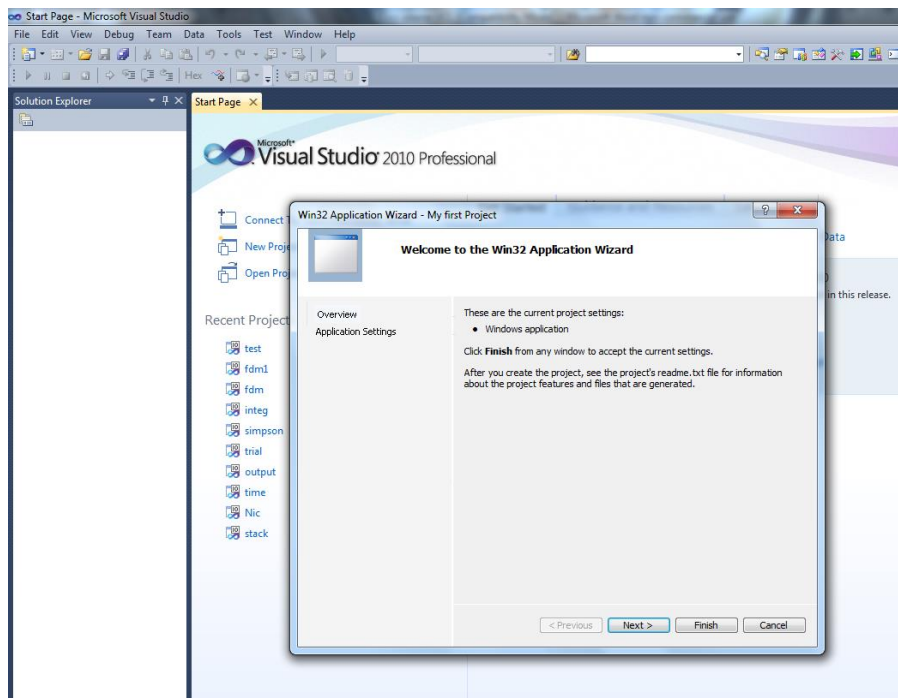 Start Page - Microsoft Visual Studio
File Edit View Debug Team Data Tools Test Window Help
Hex
Solution Explorer
Start Page
Microsoft
Visual Studio 2010 Professional
Connect
New Proje
Open Proj
Recent Project
test
fdm1
fdm
integ
simpson
trial
output
time
Nic
stack
Win32 Application Wizard - My first Project
Welcome to the Win32 Application Wizard
Overview
Application Settings
These are the current project settings:
• Windows application
Click Finish from any window to accept the current settings.
After you create the project, see the project's readme.txt file for information
about the project features and files that are generated.
< Previous
Next >
Finish
Cancel
Data
in this release.